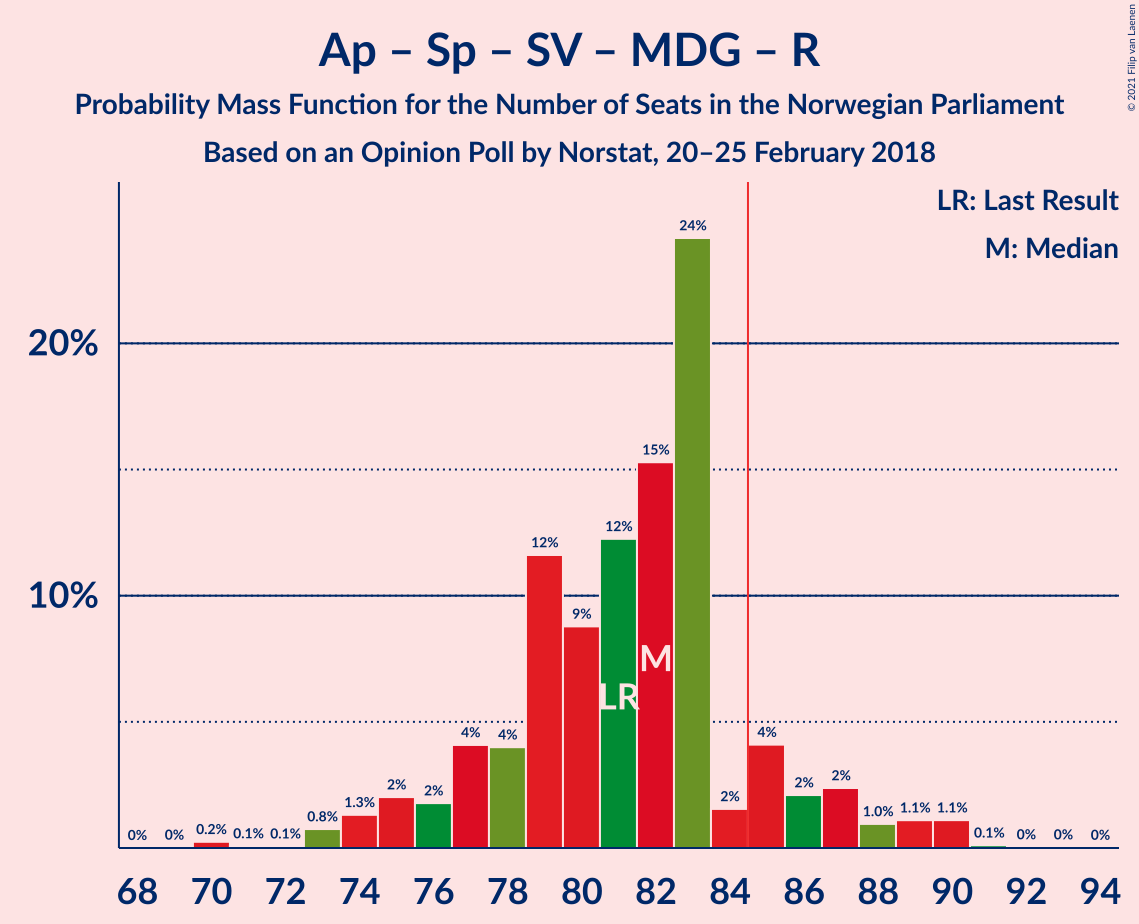 Ap – Sp – SV – MDG – R
Probability Mass Function for the Number of Seats in the Norwegian Parliament
Based on an Opinion Poll by Norstat, 20–25 February 2018
© 2021 Filip van Laenen
LR: Last Result
M: Median
20%
10%
0% 0% 0.2% 0.1% 0.1% 0.8% 1.3% 2% 2% 4% 4% 12% 9% 12% 15% 24% 2% 4% 2% 2% 1.0% 1.1% 1.1% 0.1% 0% 0% 0%
M
LR
68 70 72 74 76 78 80 82 84 86 88 90 92 94